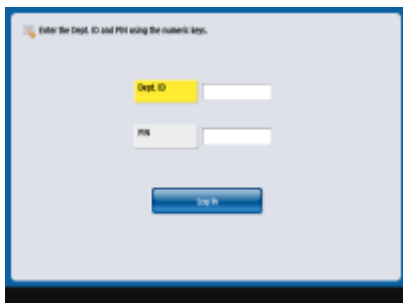 Enter the Dept. ID and PIN using the numeric keys.
Dept. ID
PIN
Log In